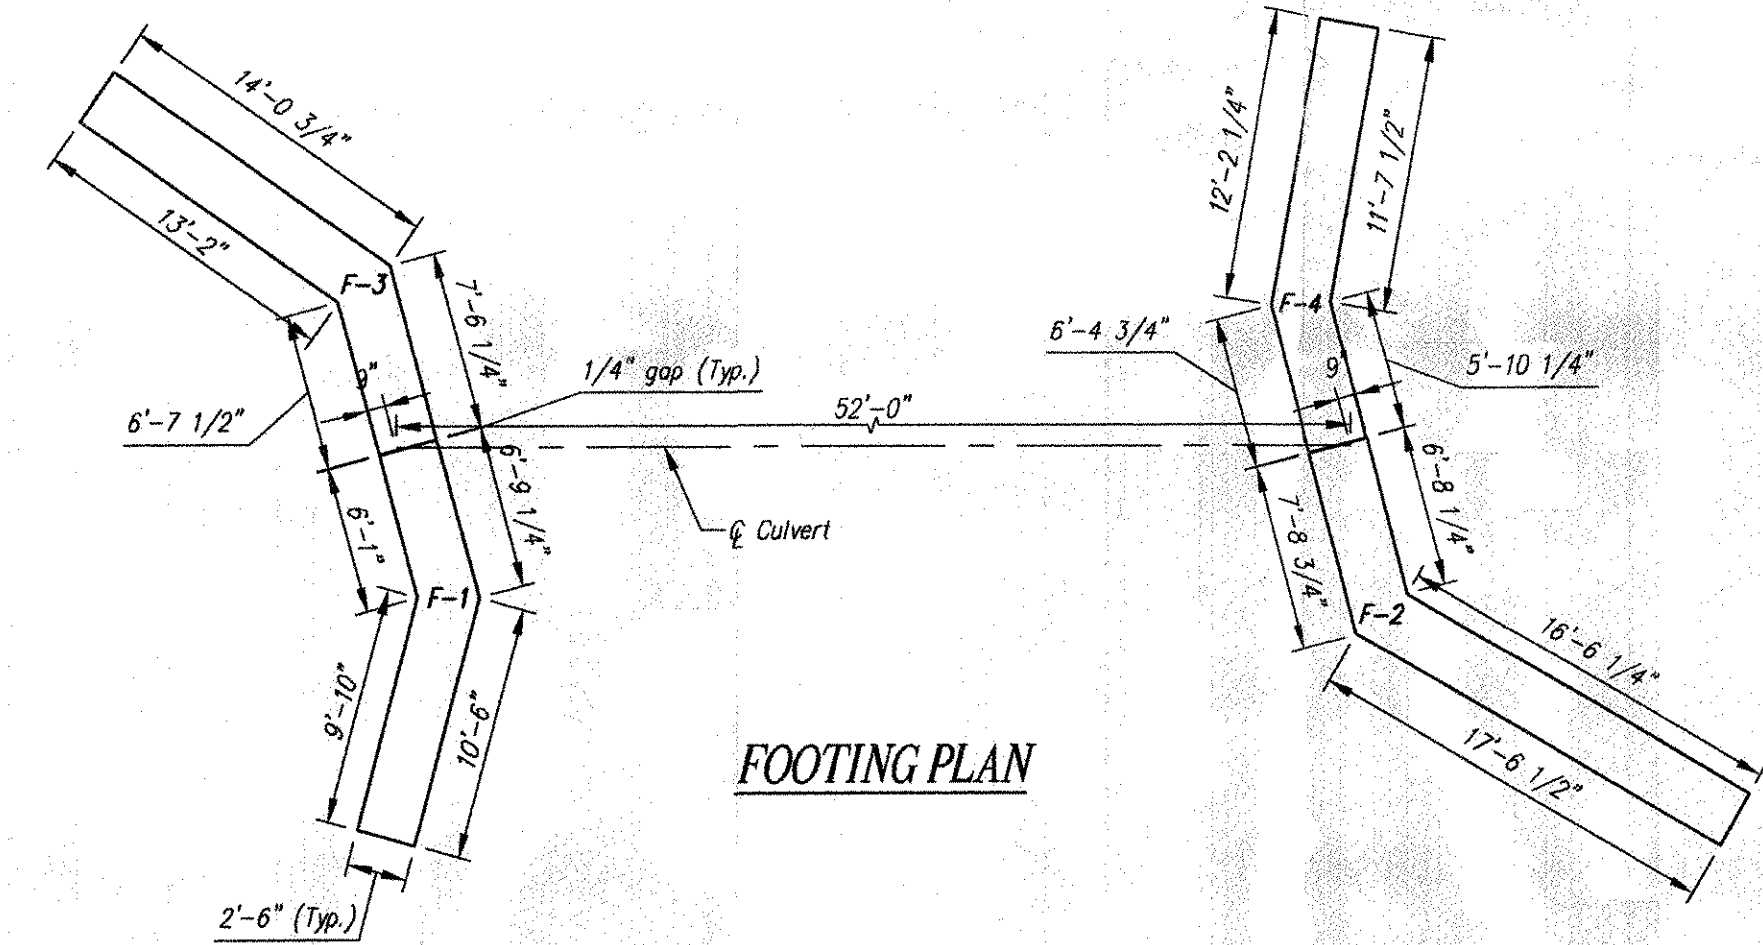 14'-0 3/4"
13'-2"
F-3
7'-6 1/4"
9"
6'-7 1/2"
1/4" gap (Typ.)
52'-0"
6'-1"
6'-9 1/4"
℄ Culvert
F-1
9'-10"
10'-6"
2'-6" (Typ.)
12'-2 1/4"
11'-7 1/2"
F-4
6'-4 3/4"
9"
5'-10 1/4"
6'-8 1/4"
7'-8 3/4"
F-2
16'-6 1/4"
17'-6 1/2"
FOOTING PLAN